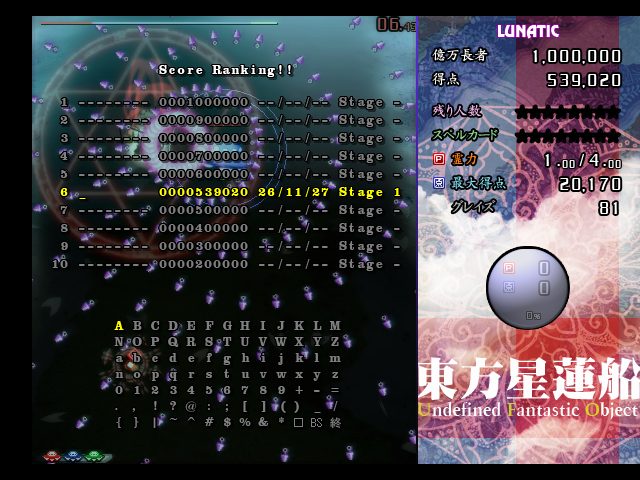 06.43
Score Ranking!!
1 -------- 0001000000 --/--/-- Stage -
2 -------- 0000900000 --/--/-- Stage -
3 -------- 0000800000 --/--/-- Stage -
4 -------- 0000700000 --/--/-- Stage -
5 -------- 0000600000 --/--/-- Stage -
6 _ 0000539020 26/11/27 Stage 1
7 -------- 0000500000 --/--/-- Stage -
8 -------- 0000400000 --/--/-- Stage -
9 -------- 0000300000 --/--/-- Stage -
10 -------- 0000200000 --/--/-- Stage -
A B C D E F G H I J K L M
N O P Q R S T U V W X Y Z
a b c d e f g h i j k l m
n o p q r s t u v w x y z
0 1 2 3 4 5 6 7 8 9 + - =
. , ! ? @ : ; [ ] ( ) _ /
{ } | ~ ^ # $ % & * □ BS 終
LUNATIC
億万長者 1,000,000
得点 539,020
残り人数
スペルカード
P 霊力 1.00/4.00
点 最大得点 20,170
グレイズ 81
P 0
点 0
0%
東方星蓮船
Undefined Fantastic Object